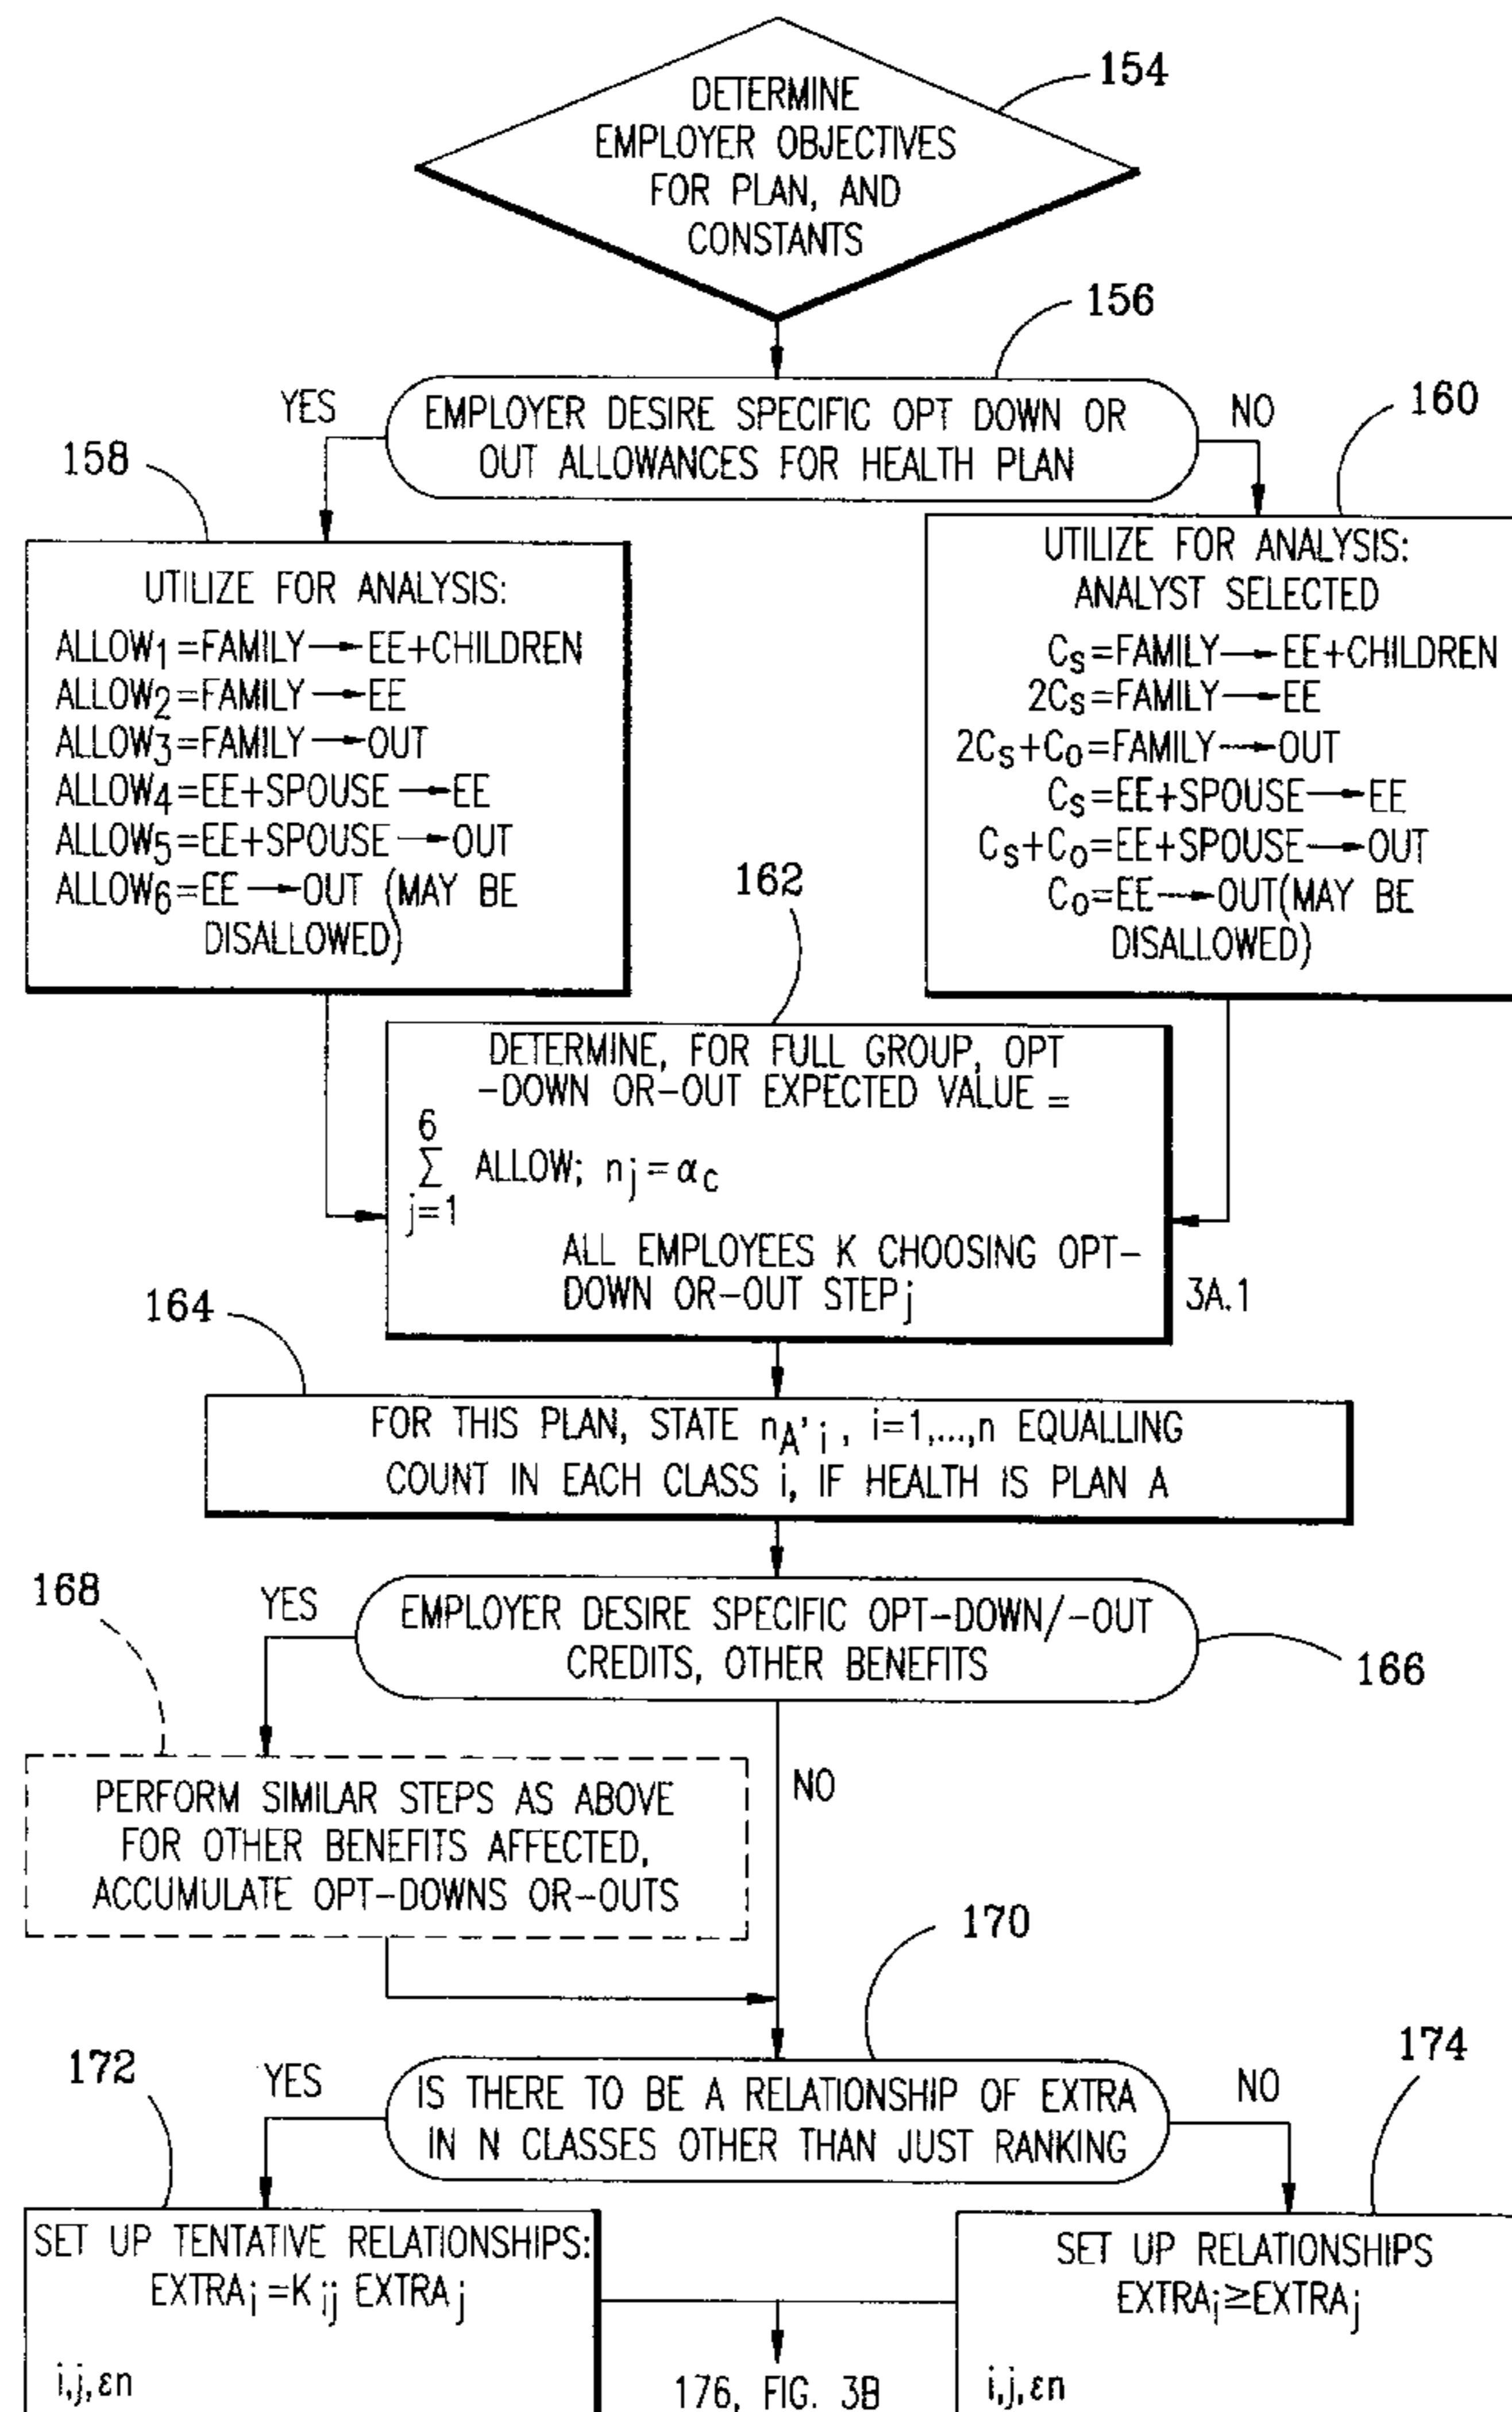 DETERMINE
EMPLOYER OBJECTIVES
FOR PLAN, AND
CONSTANTS
154
156
EMPLOYER DESIRE SPECIFIC OPT DOWN OR
OUT ALLOWANCES FOR HEALTH PLAN
YES
NO
158
160
UTILIZE FOR ANALYSIS:
ALLOW1=FAMILY→EE+CHILDREN
ALLOW2=FAMILY→EE
ALLOW3=FAMILY→OUT
ALLOW4=EE+SPOUSE→EE
ALLOW5=EE+SPOUSE→OUT
ALLOW6=EE→OUT (MAY BE
DISALLOWED)
UTILIZE FOR ANALYSIS:
ANALYST SELECTED
CS=FAMILY→EE+CHILDREN
2CS=FAMILY→EE
2CS+CO=FAMILY→OUT
CS=EE+SPOUSE→EE
CS+CO=EE+SPOUSE→OUT
CO=EE→OUT(MAY BE
DISALLOWED)
162
DETERMINE, FOR FULL GROUP, OPT
-DOWN OR-OUT EXPECTED VALUE =
6
Σ ALLOW; nj=αc
j=1
ALL EMPLOYEES K CHOOSING OPT-
DOWN OR-OUT STEPj
3A.1
164
FOR THIS PLAN, STATE nA'i, i=1,...,n EQUALLING
COUNT IN EACH CLASS i, IF HEALTH IS PLAN A
166
EMPLOYER DESIRE SPECIFIC OPT-DOWN/-OUT
CREDITS, OTHER BENEFITS
YES
NO
168
PERFORM SIMILAR STEPS AS ABOVE
FOR OTHER BENEFITS AFFECTED,
ACCUMULATE OPT-DOWNS OR-OUTS
170
IS THERE TO BE A RELATIONSHIP OF EXTRA
IN N CLASSES OTHER THAN JUST RANKING
YES
NO
172
174
SET UP TENTATIVE RELATIONSHIPS:
EXTRAi=Kij EXTRAj
i,j,εn
SET UP RELATIONSHIPS
EXTRAi≥EXTRAj
i,j,εn
176, FIG. 3B